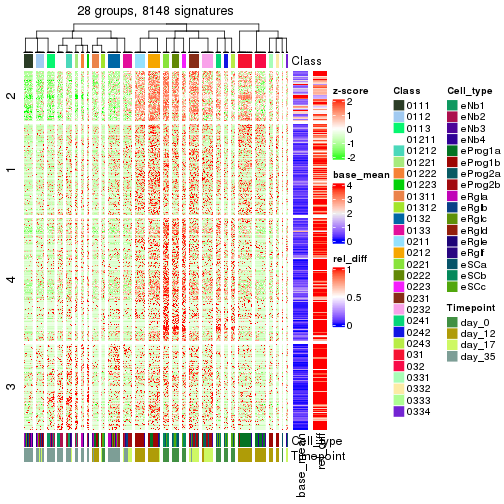 28 groups, 8148 signatures
Class
2
1
4
3
Cell_type
Timepoint
base_mean
rel_diff
z-score
2
1
0
-1
-2
base_mean
4
3
2
1
0
rel_diff
1
0.5
0
Class
0111
0112
0113
01211
01212
01221
01222
01223
01311
01312
0132
0133
0211
0212
0221
0222
0223
0231
0232
0241
0242
0243
031
032
0331
0332
0333
0334
Cell_type
eNb1
eNb2
eNb3
eNb4
eProg1a
eProg1b
eProg2a
eProg2b
eRgla
eRglb
eRglc
eRgld
eRgle
eRglf
eSCa
eSCb
eSCc
Timepoint
day_0
day_12
day_17
day_35